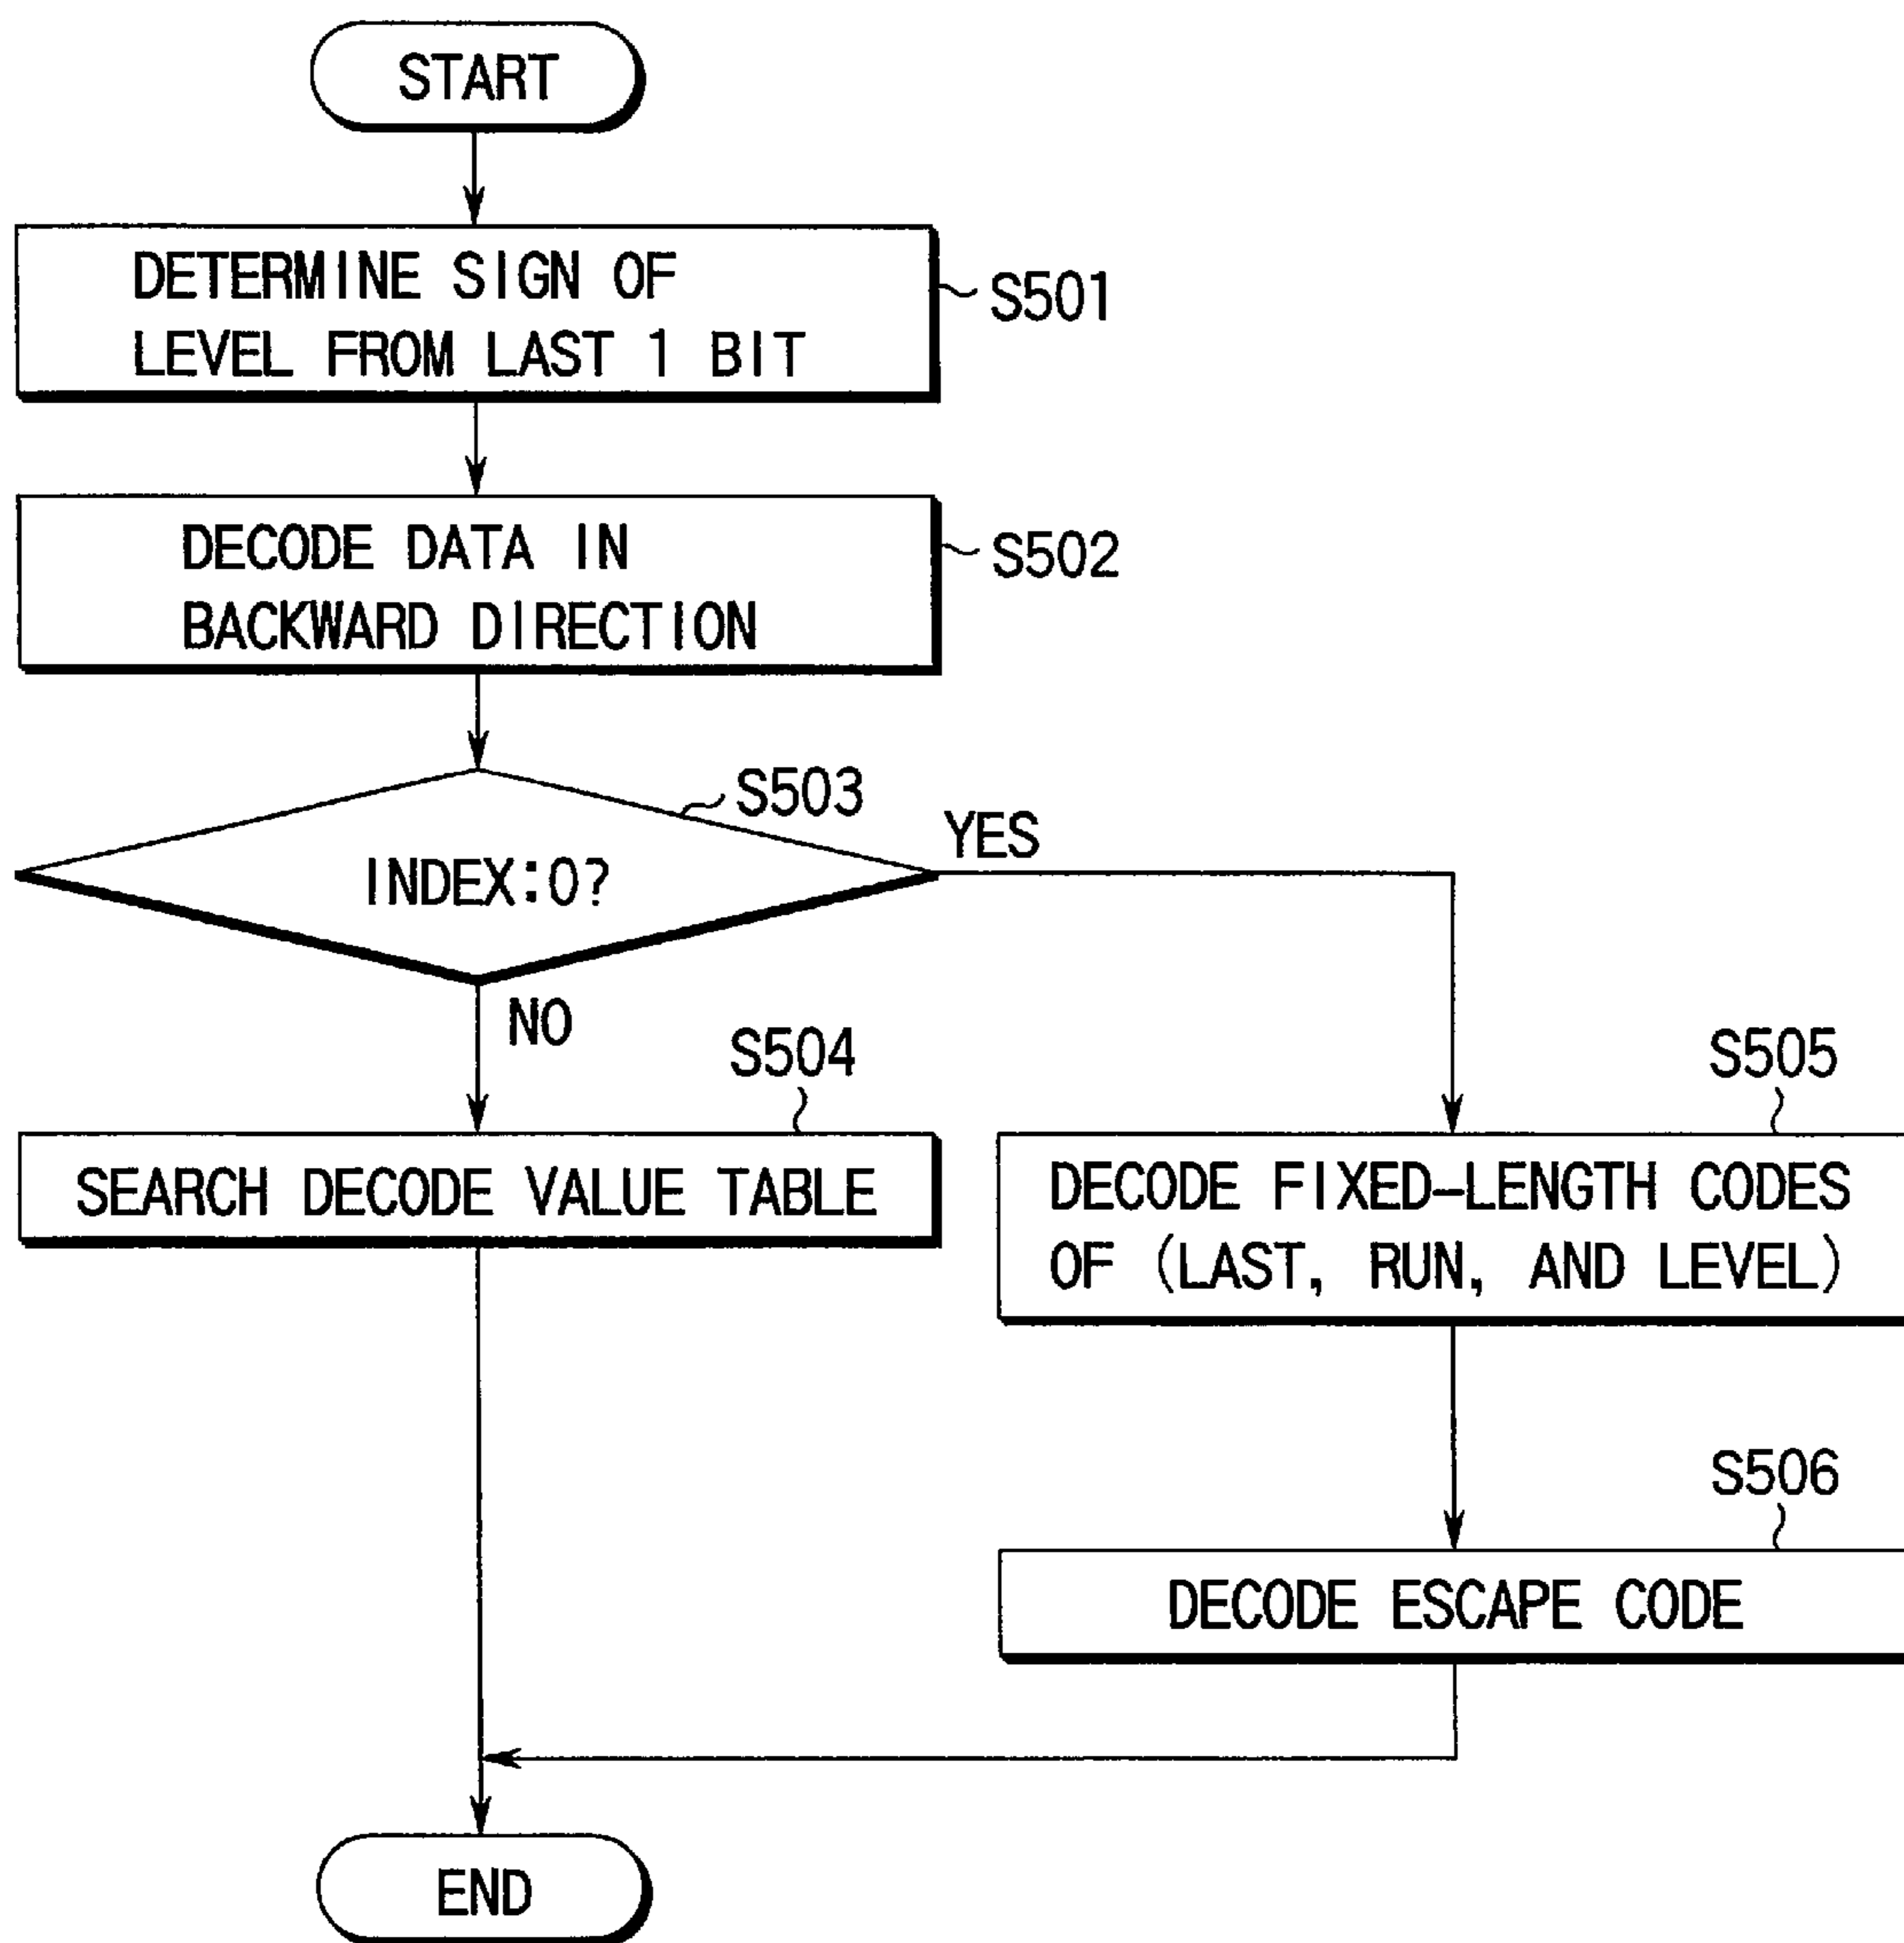 START
DETERMINE SIGN OF
LEVEL FROM LAST 1 BIT
S501
DECODE DATA IN
BACKWARD DIRECTION
S502
S503
INDEX:0?
YES
NO
S504
SEARCH DECODE VALUE TABLE
S505
DECODE FIXED-LENGTH CODES
OF (LAST, RUN, AND LEVEL)
S506
DECODE ESCAPE CODE
END